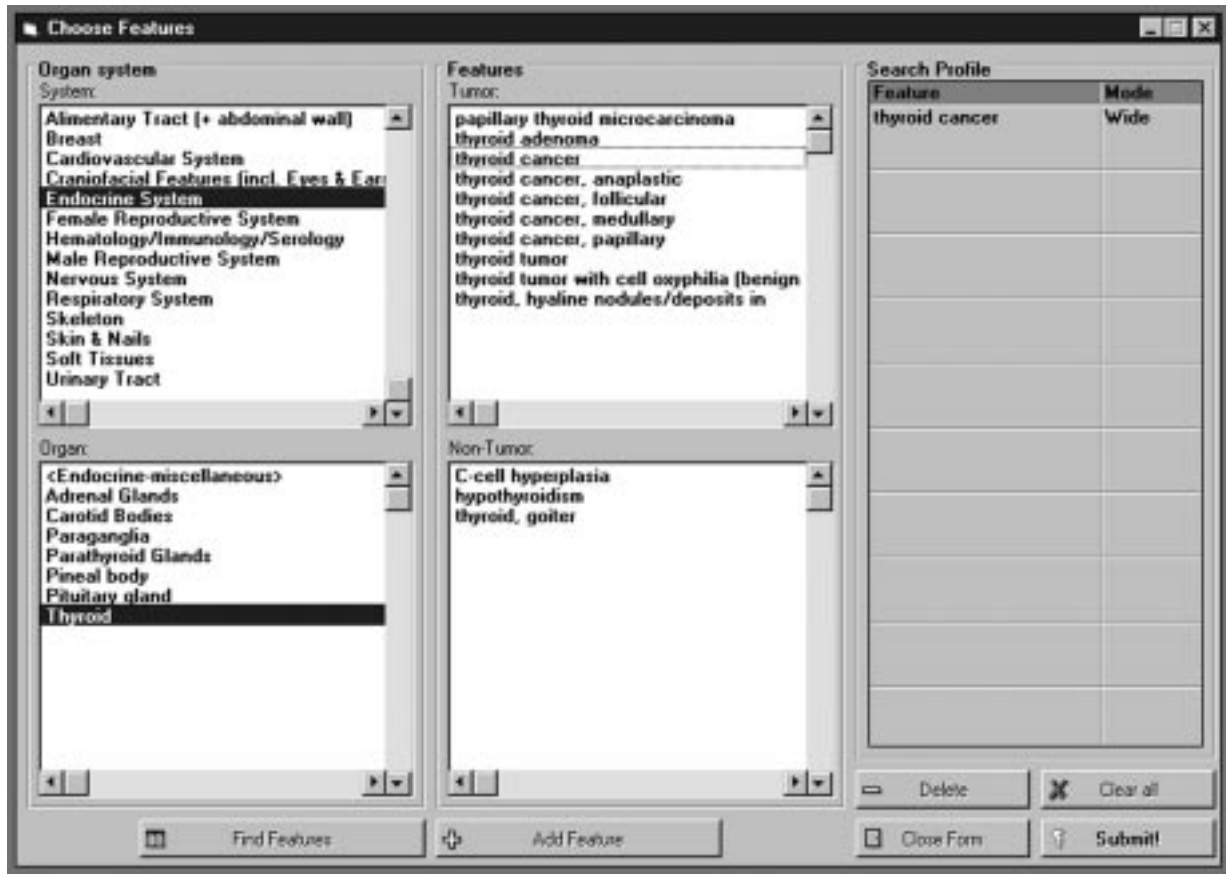 Choose Features
Organ system
System:
Alimentary Tract (+ abdominal wall)
Breast
Cardiovascular System
Craniofacial Features (incl. Eyes & Ears
Endocrine System
Female Reproductive System
Hematology/Immunology/Serology
Male Reproductive System
Nervous System
Respiratory System
Skeleton
Skin & Nails
Soft Tissues
Urinary Tract
Organ:
<Endocrine-miscellaneous>
Adrenal Glands
Carotid Bodies
Paraganglia
Parathyroid Glands
Pineal body
Pituitary gland
Thyroid
Features
Tumor:
papillary thyroid microcarcinoma
thyroid adenoma
thyroid cancer
thyroid cancer, anaplastic
thyroid cancer, follicular
thyroid cancer, medullary
thyroid cancer, papillary
thyroid tumor
thyroid tumor with cell oxyphilia (benign
thyroid, hyaline nodules/deposits in
Non-Tumor:
C-cell hyperplasia
hypothyroidism
thyroid, goiter
Search Profile
Feature Mode
thyroid cancer Wide
Delete Clear all
Find Features Add Feature Close Form Submit!